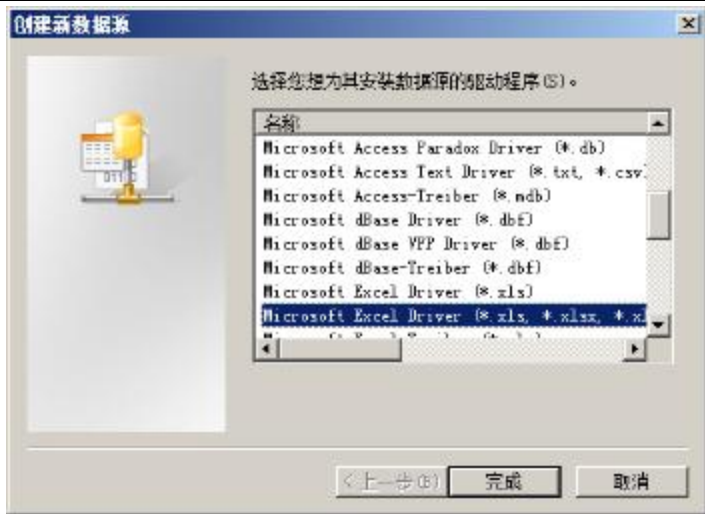 创建新数据源
选择您想为其安装数据源的驱动程序(S)。
名称
Microsoft Access Paradox Driver (*.db)
Microsoft Access Text Driver (*.txt, *.csv)
Microsoft Access-Treiber (*.mdb)
Microsoft dBase Driver (*.dbf)
Microsoft dBase VFP Driver (*.dbf)
Microsoft dBase-Treiber (*.dbf)
Microsoft Excel Driver (*.xls)
Microsoft Excel Driver (*.xls, *.xlsx, *.xl
<上一步(B)
完成
取消